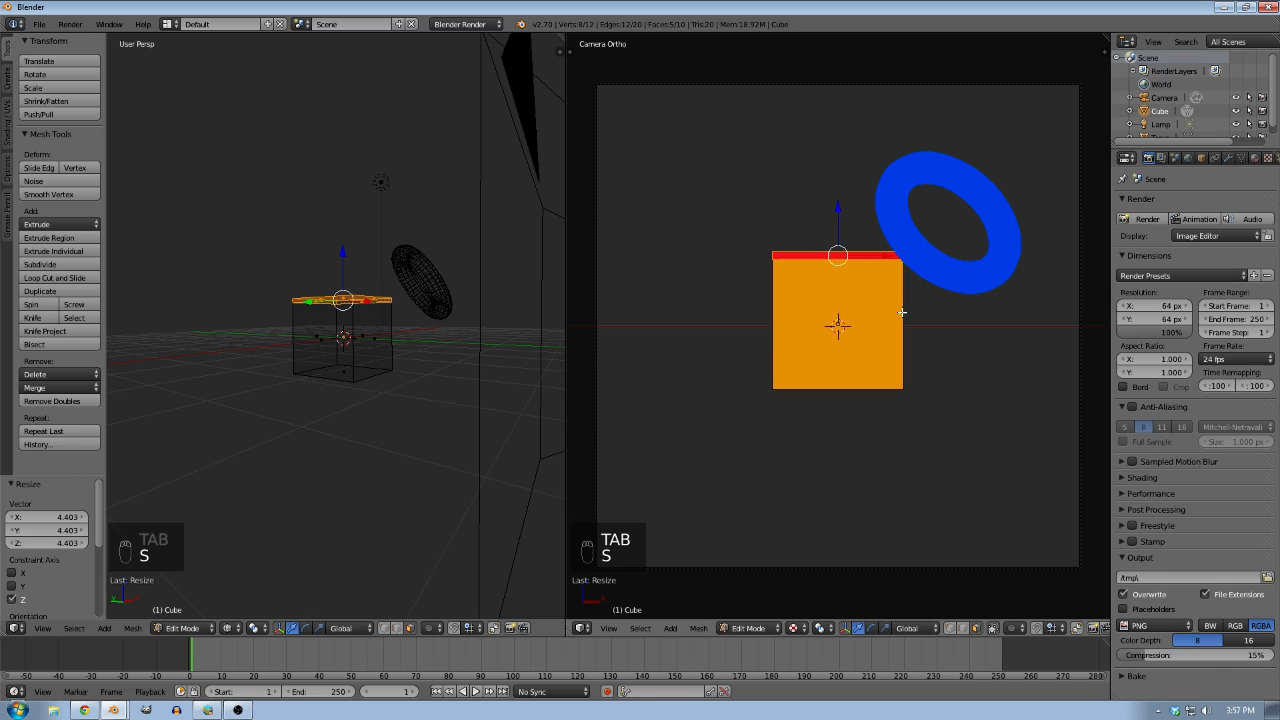 Blender
File Render Window Help Default Scene Blender Render v2.70 | Verts:8/12 | Edges:12/20 | Faces:5/10 | Tris:20 | Mem:18.92M | Cube
Transform
Translate
Rotate
Scale
Shrink/Fatten
Push/Pull
Mesh Tools
Deform:
Slide Edg Vertex
Noise
Smooth Vertex
Add:
Extrude
Extrude Region
Extrude Individual
Subdivide
Loop Cut and Slide
Duplicate
Spin Screw
Knife Select
Knife Project
Bisect
Remove:
Delete
Merge
Remove Doubles
Repeat:
Repeat Last
History...
Tools
Create
Shading / UVs
Options
Grease Pencil
Resize
Vector
X: 4.403
Y: 4.403
Z: 4.403
Constraint Axis
X
Y
Z
Orientation
User Persp
TAB
S
Last: Resize
(1) Cube
View Select Add Mesh Edit Mode Global
Camera Ortho
TAB
S
Last: Resize
(1) Cube
View Select Add Mesh Edit Mode Global
View Search All Scenes
Scene
RenderLayers
World
Camera
Cube
Lamp
Scene
Render
Render Animation Audio
Display: Image Editor
Dimensions
Render Presets
Resolution: Frame Range:
X: 64 px Start Frame: 1
Y: 64 px End Frame: 250
100% Frame Step: 1
Aspect Ratio: Frame Rate:
X: 1.000 24 fps
Y: 1.000 Time Remapping:
Bord Crop :100 :100
Anti-Aliasing
5 8 11 16 Mitchell-Netravali
Full Sample Size: 1.000 px
Sampled Motion Blur
Shading
Performance
Post Processing
Freestyle
Stamp
Output
/tmp\
Overwrite File Extensions
Placeholders
PNG BW RGB RGBA
Color Depth: 8 16
Compression: 15%
Bake
-50 -40 -30 -20 -10 0 10 20 30 40 50 60 70 80 90 100 110 120 130 140 150 160 170 180 190 200 210 220 230 240 250 260 270 280
View Marker Frame Playback Start: 1 End: 250 1 No Sync
3:57 PM